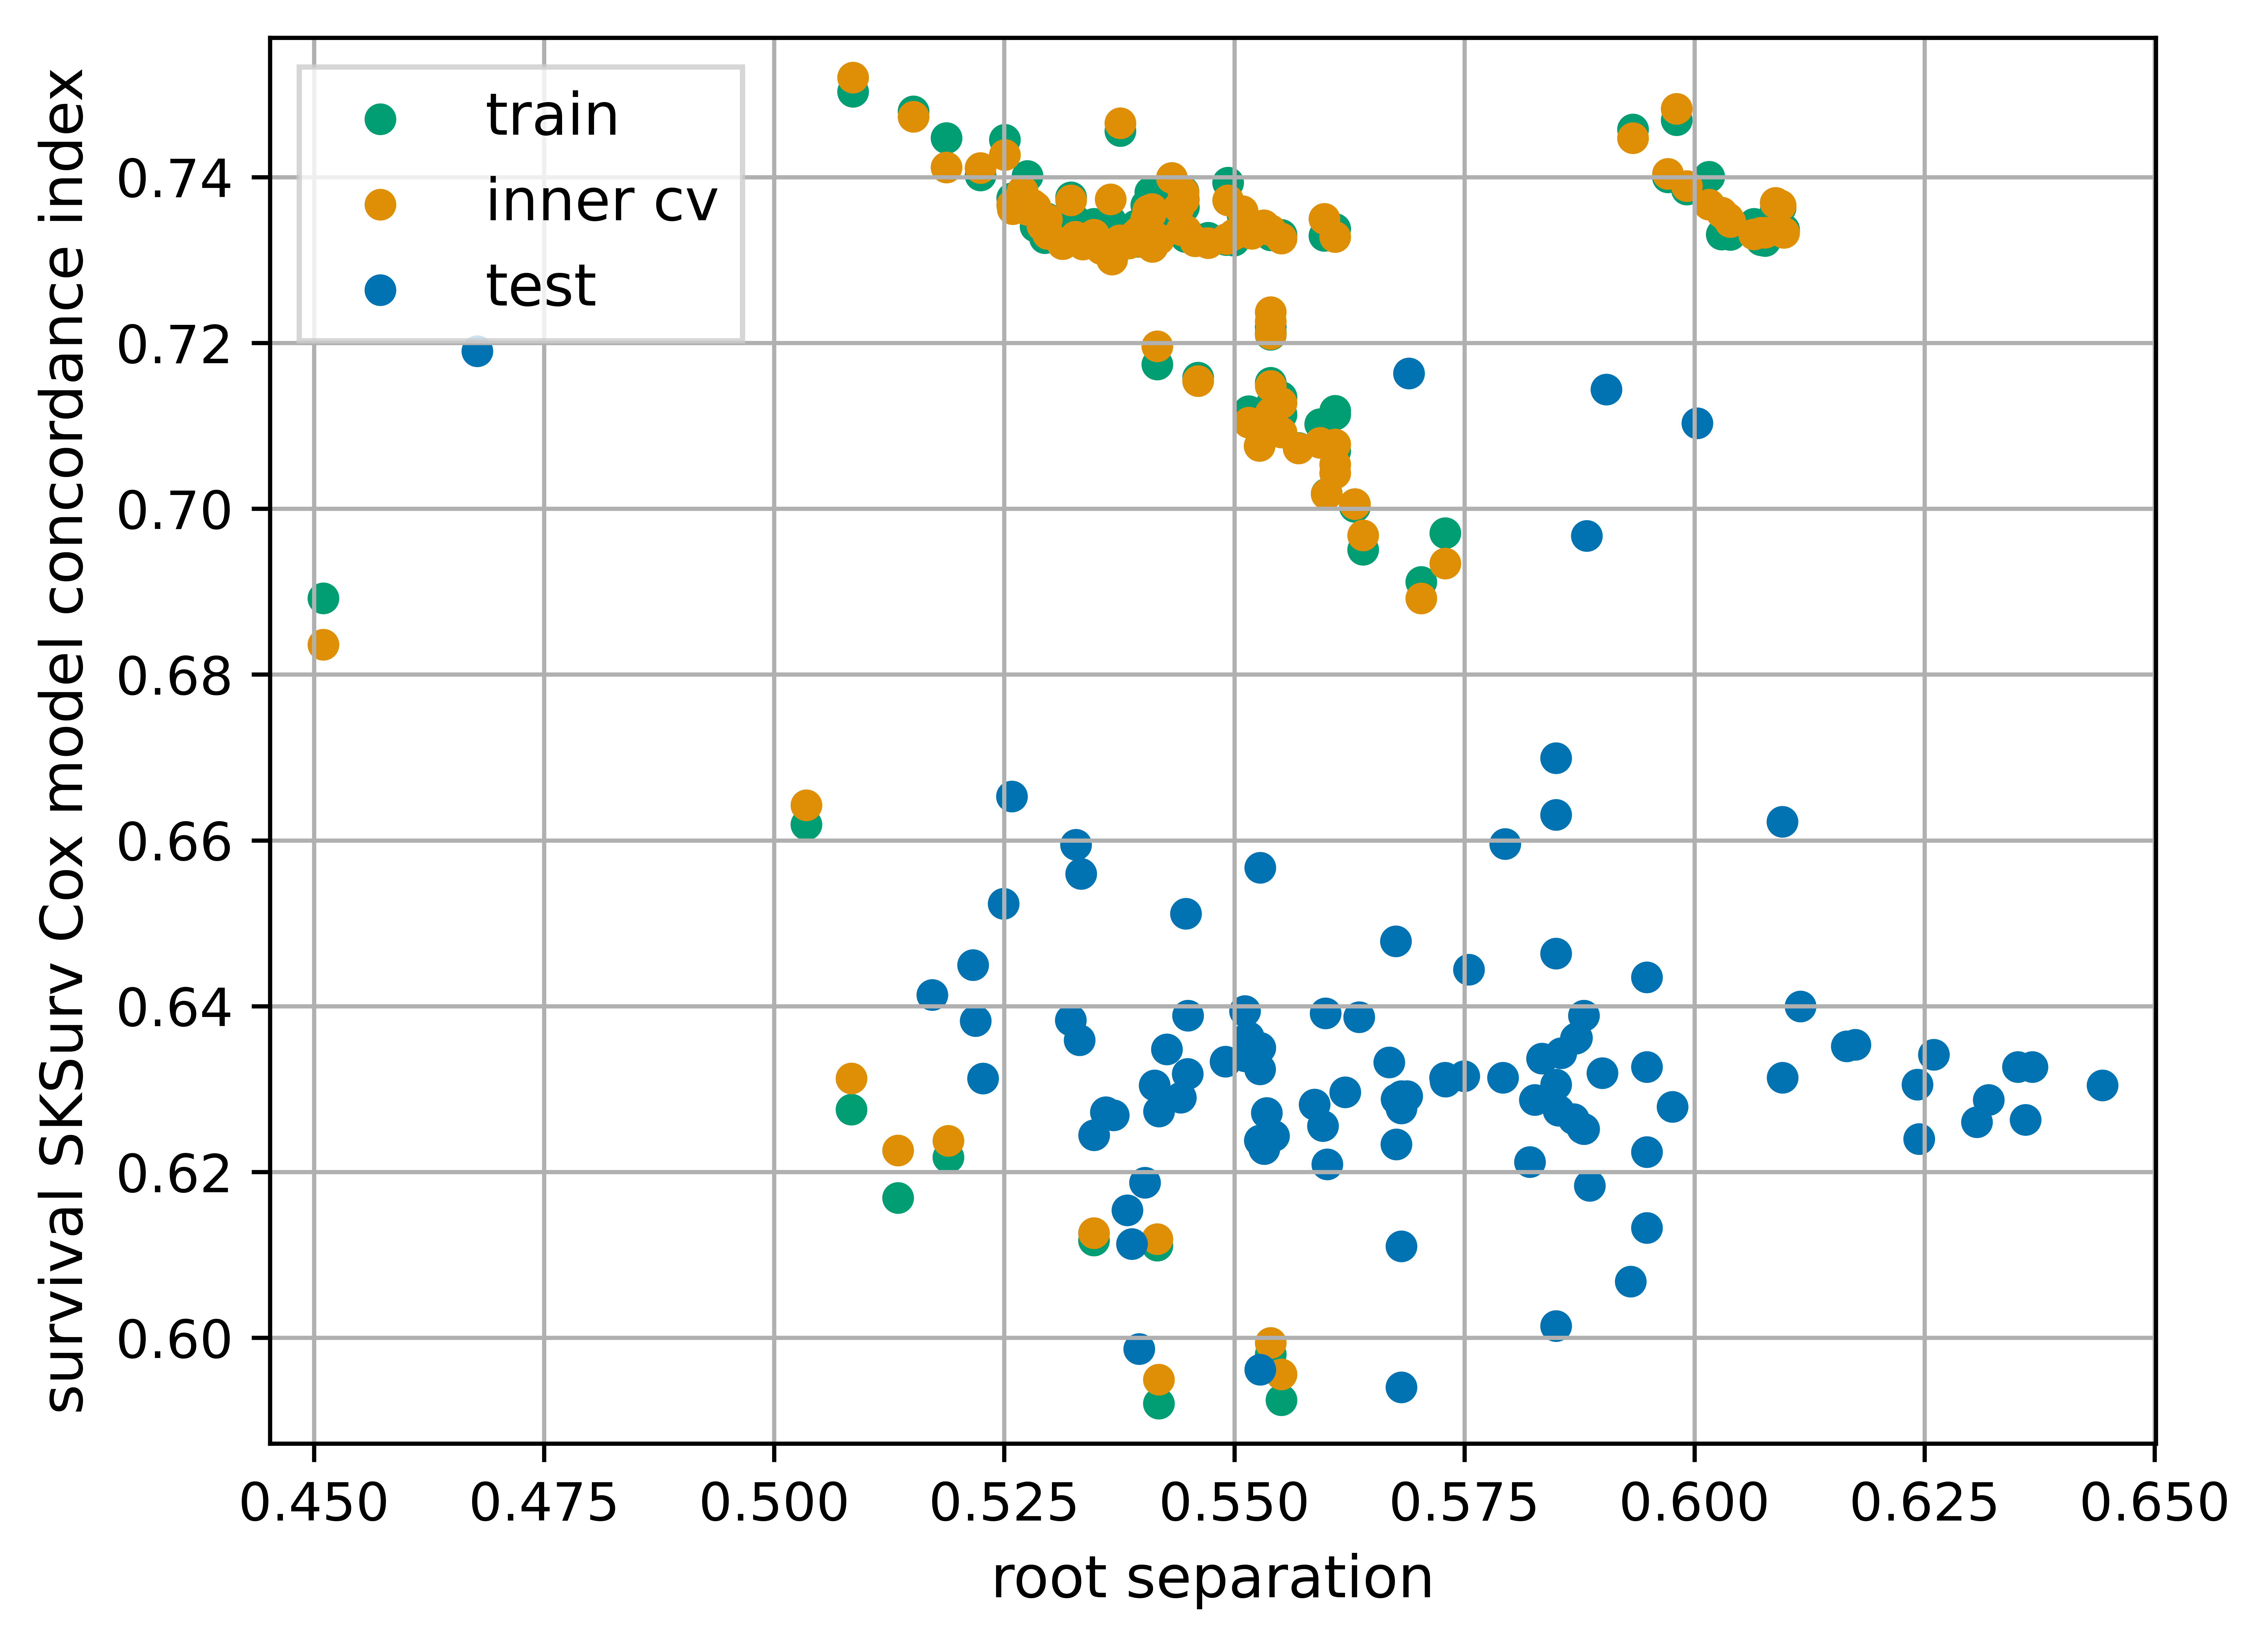 survival SKSurv Cox model concordance index
train
inner cv
test
0.74
0.72
0.70
0.68
0.66
0.64
0.62
0.60
0.450 0.475 0.500 0.525 0.550 0.575 0.600 0.625 0.650
root separation